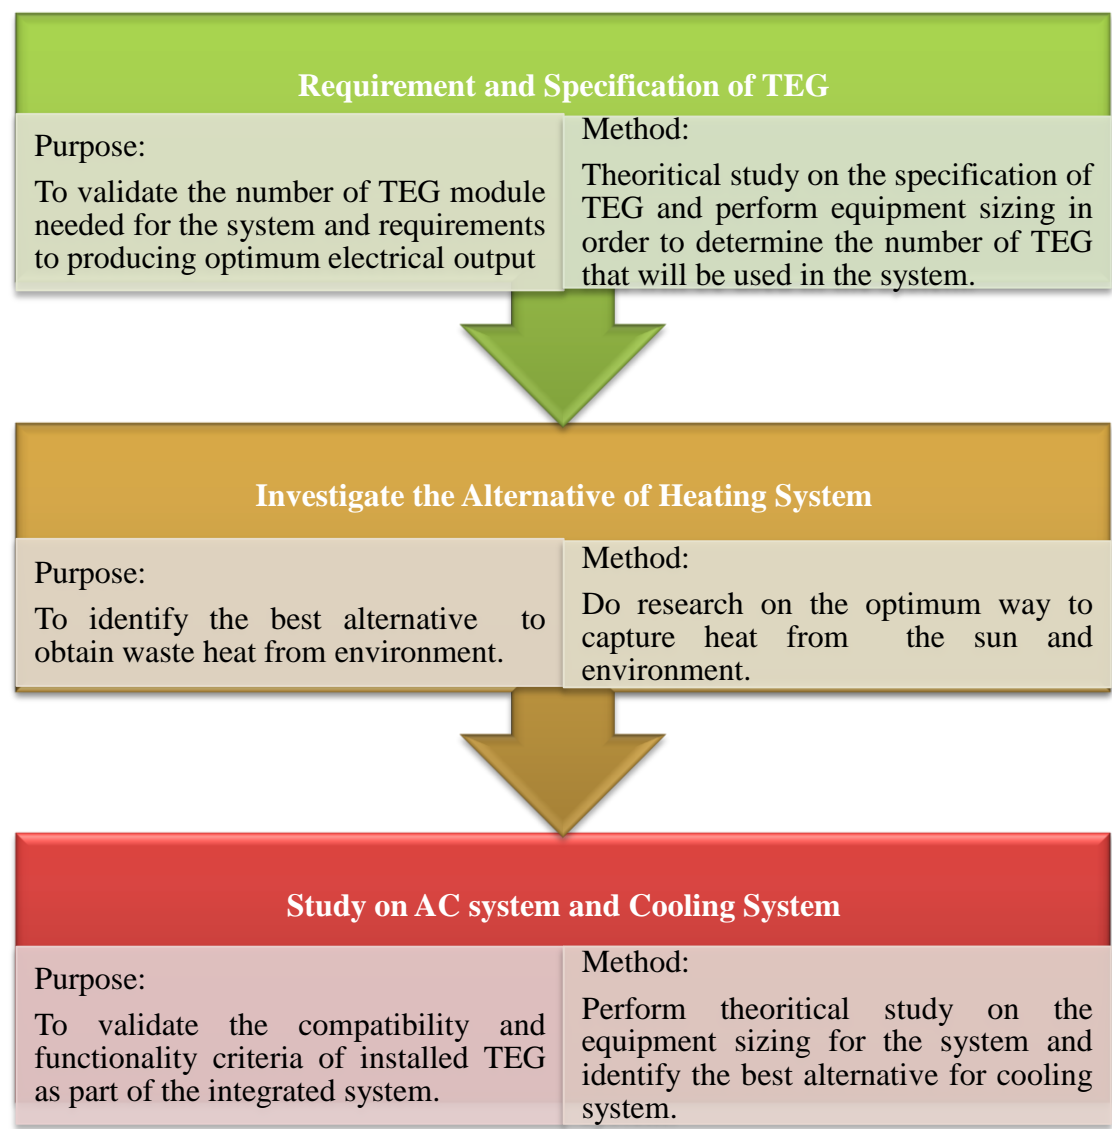 Requirement and Specification of TEG
Purpose:
To validate the number of TEG module
needed for the system and requirements
to producing optimum electrical output
Method:
Theoritical study on the specification of
TEG and perform equipment sizing in
order to determine the number of TEG
that will be used in the system.
Investigate the Alternative of Heating System
Purpose:
To identify the best alternative to
obtain waste heat from environment.
Method:
Do research on the optimum way to
capture heat from the sun and
environment.
Study on AC system and Cooling System
Purpose:
To validate the compatibility and
functionality criteria of installed TEG
as part of the integrated system.
Method:
Perform theoritical study on the
equipment sizing for the system and
identify the best alternative for cooling
system.